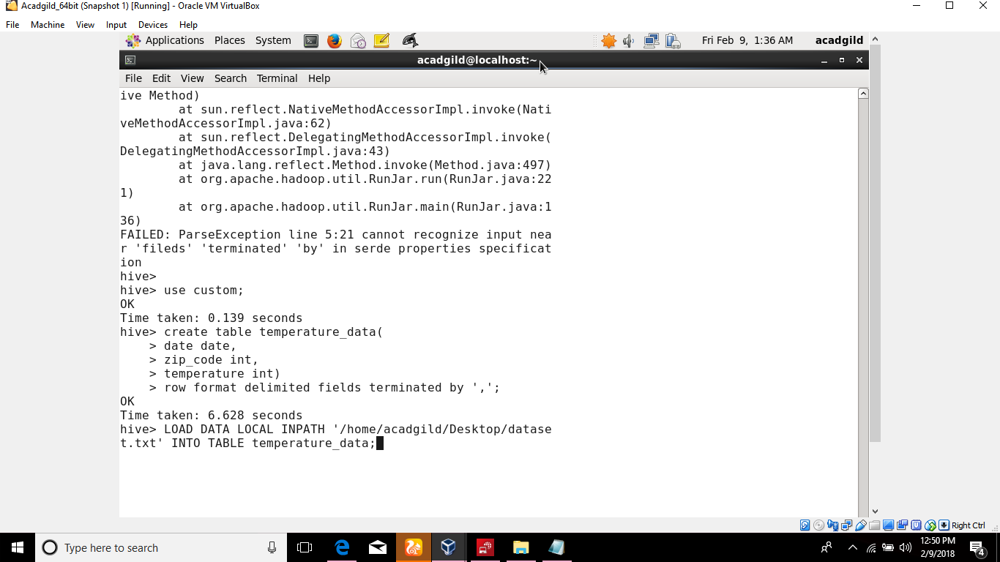 Acadgild_64bit (Snapshot 1) [Running] - Oracle VM VirtualBox
File Machine View Input Devices Help
Applications Places System Fri Feb 9, 1:36 AM acadgild
acadgild@localhost:~
File Edit View Search Terminal Help
ive Method)
at sun.reflect.NativeMethodAccessorImpl.invoke(Nati
veMethodAccessorImpl.java:62)
at sun.reflect.DelegatingMethodAccessorImpl.invoke(
DelegatingMethodAccessorImpl.java:43)
at java.lang.reflect.Method.invoke(Method.java:497)
at org.apache.hadoop.util.RunJar.run(RunJar.java:22
1)
at org.apache.hadoop.util.RunJar.main(RunJar.java:1
36)
FAILED: ParseException line 5:21 cannot recognize input nea
r 'fileds' 'terminated' 'by' in serde properties specificat
ion
hive>
hive> use custom;
OK
Time taken: 0.139 seconds
hive> create table temperature_data(
> date date,
> zip_code int,
> temperature int)
> row format delimited fields terminated by ',';
OK
Time taken: 6.628 seconds
hive> LOAD DATA LOCAL INPATH '/home/acadgild/Desktop/datase
t.txt' INTO TABLE temperature_data;
Right Ctrl
Type here to search
12:50 PM
2/9/2018
4